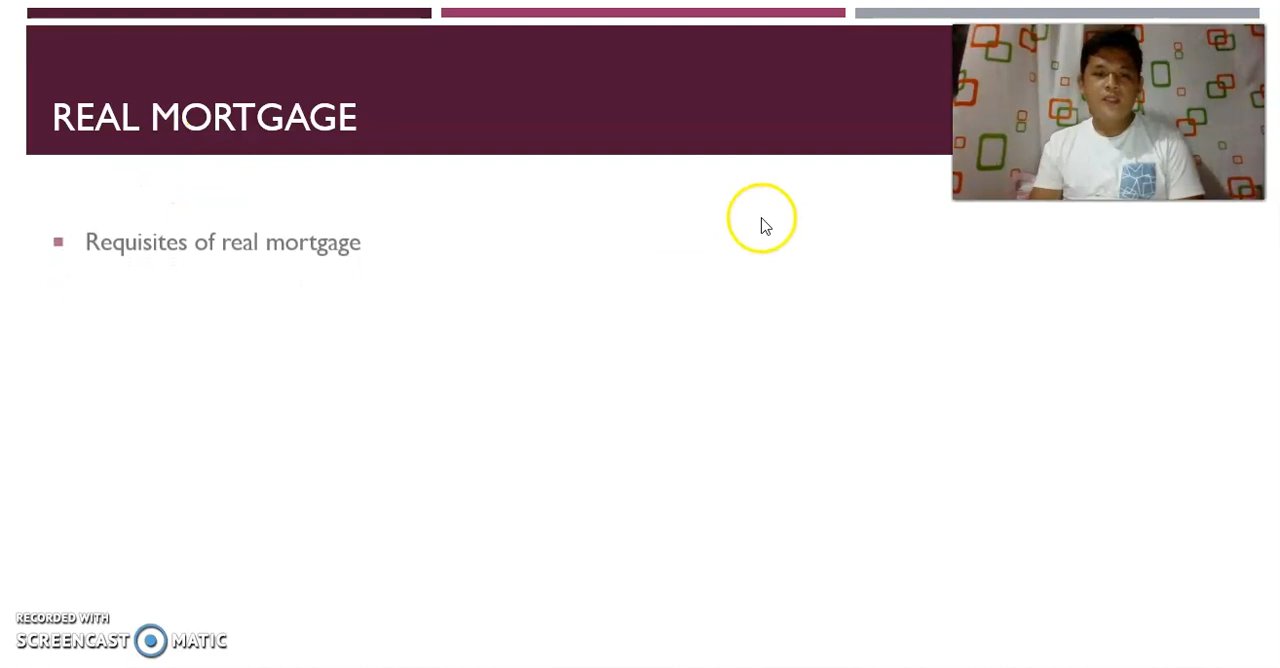 REAL MORTGAGE
Requisites of real mortgage
RECORDED WITH
SCREENCAST MATIC